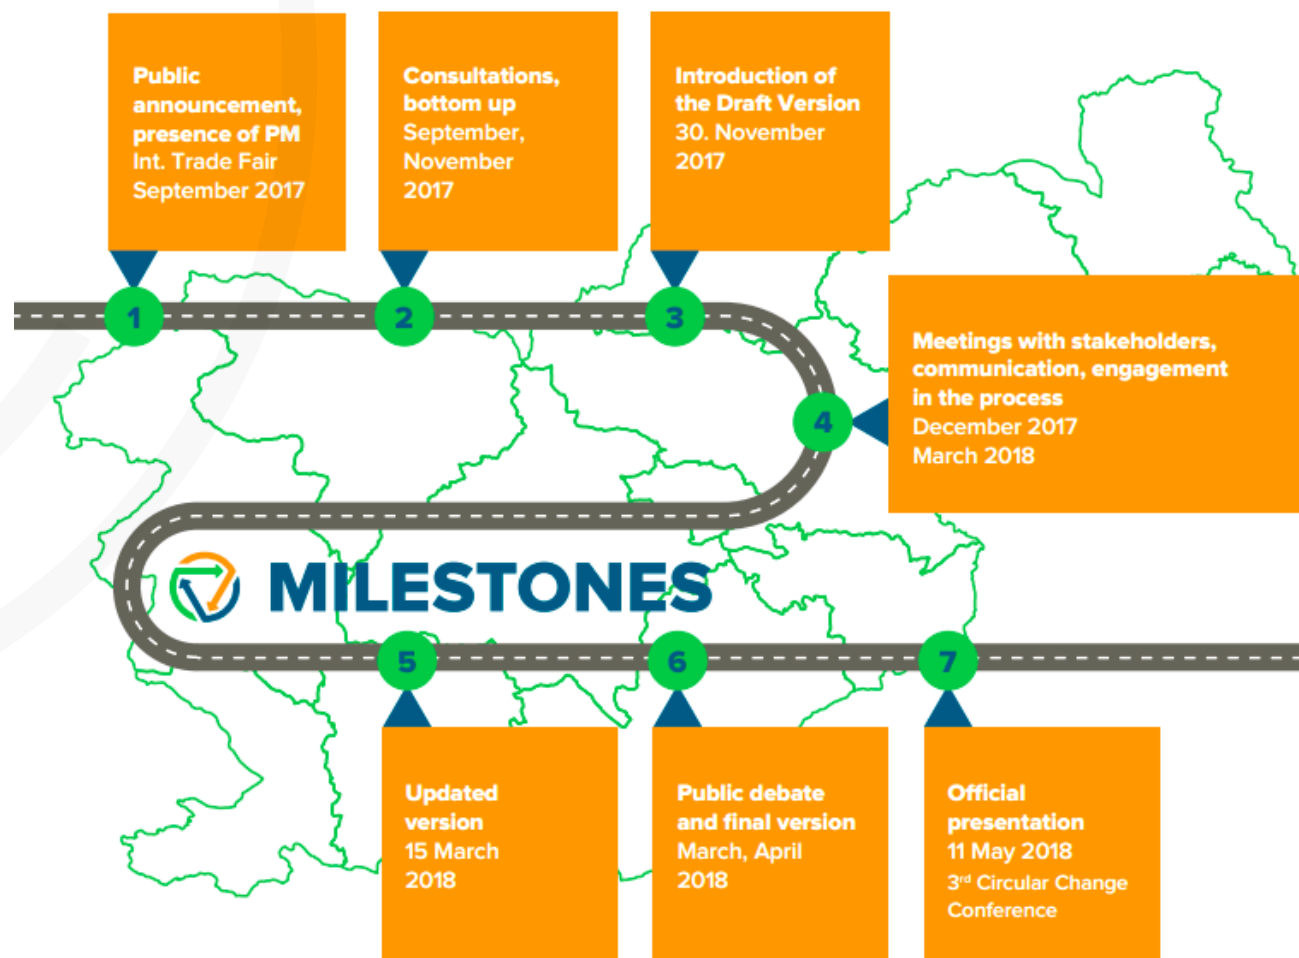 Public
announcement,
presence of PM
Int. Trade Fair
September 2017
Consultations,
bottom up
September,
November
2017
Introduction of
the Draft Version
30. November
2017
1
2
3
Meetings with stakeholders,
communication, engagement
in the process
December 2017
March 2018
4
MILESTONES
5
6
7
Updated
version
15 March
2018
Public debate
and final version
March, April
2018
Official
presentation
11 May 2018
3rd Circular Change
Conference